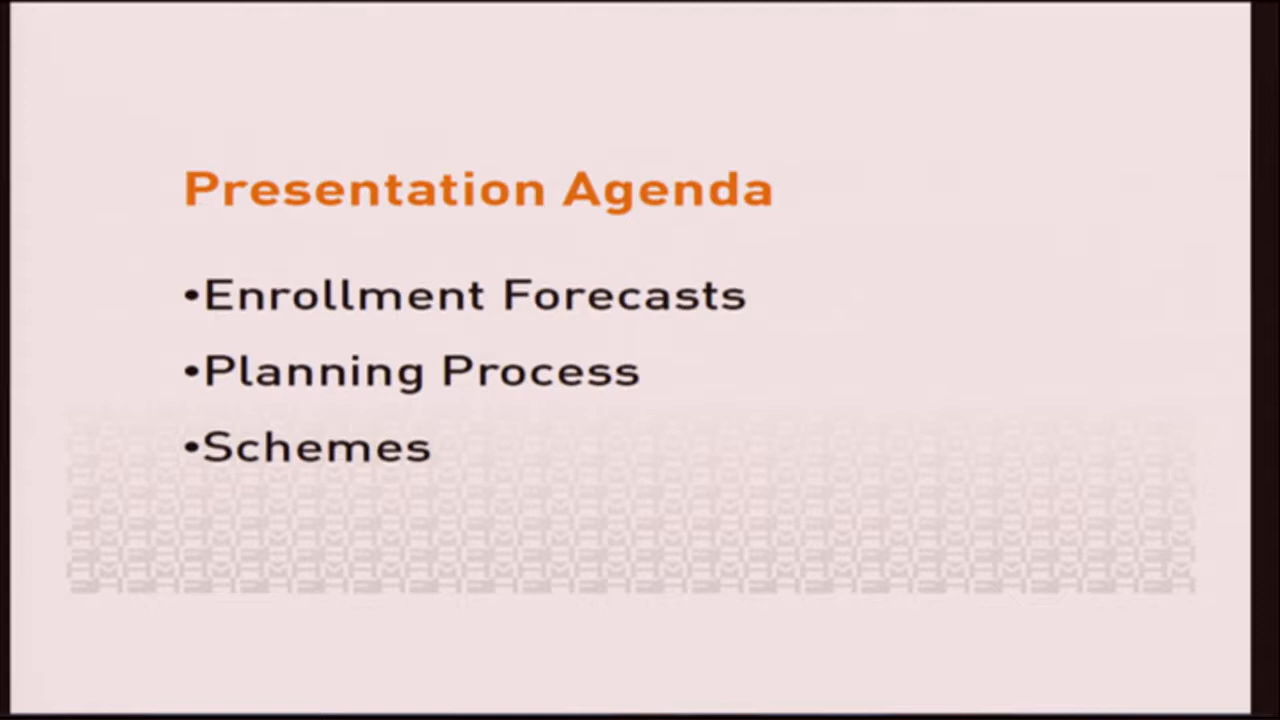 Presentation Agenda
•Enrollment Forecasts
•Planning Process
•Schemes